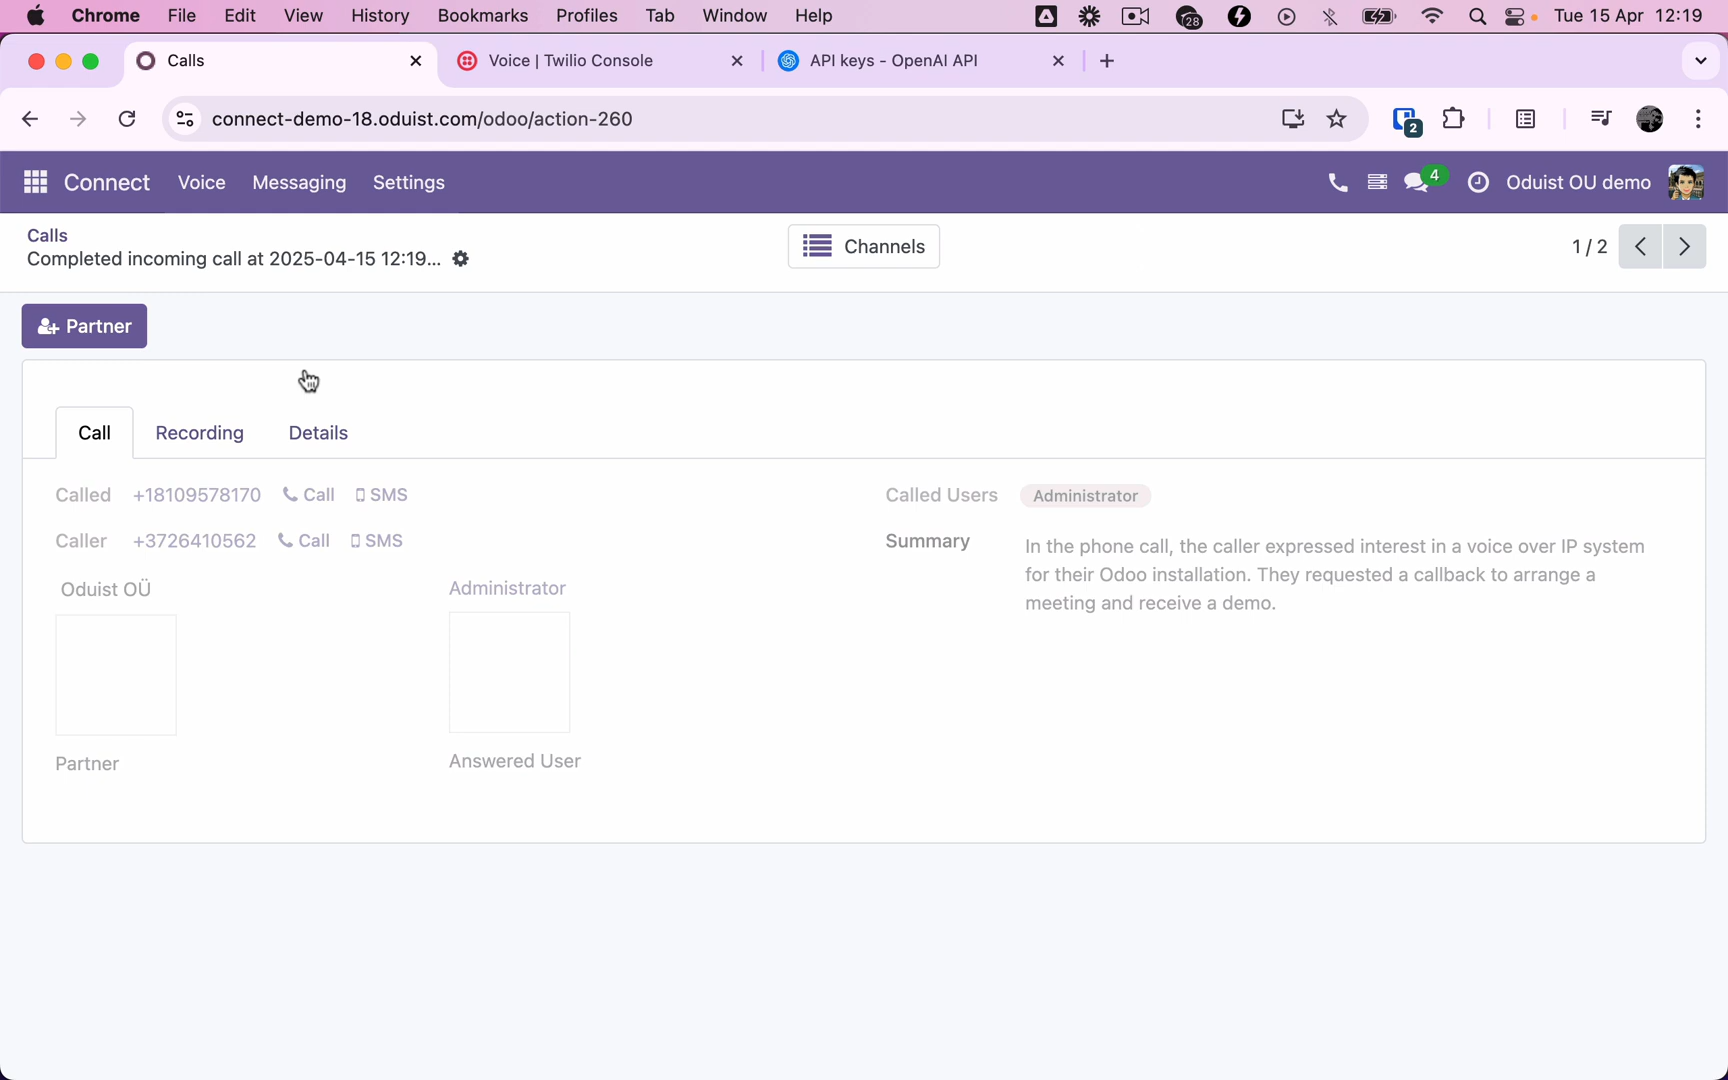 Chrome File Edit View History Bookmarks Profiles Tab Window Help 28 Tue 15 Apr 12:19
Calls Voice | Twilio Console API keys - OpenAI API
connect-demo-18.oduist.com/odoo/action-260 2
Connect Voice Messaging Settings 4 Oduist OU demo
Calls
Completed incoming call at 2025-04-15 12:19...
Channels
1 / 2
Partner
Call Recording Details
Called +18109578170 Call SMS
Caller +3726410562 Call SMS
Oduist OÜ Administrator
Partner Answered User
Called Users Administrator
Summary In the phone call, the caller expressed interest in a voice over IP system
for their Odoo installation. They requested a callback to arrange a
meeting and receive a demo.